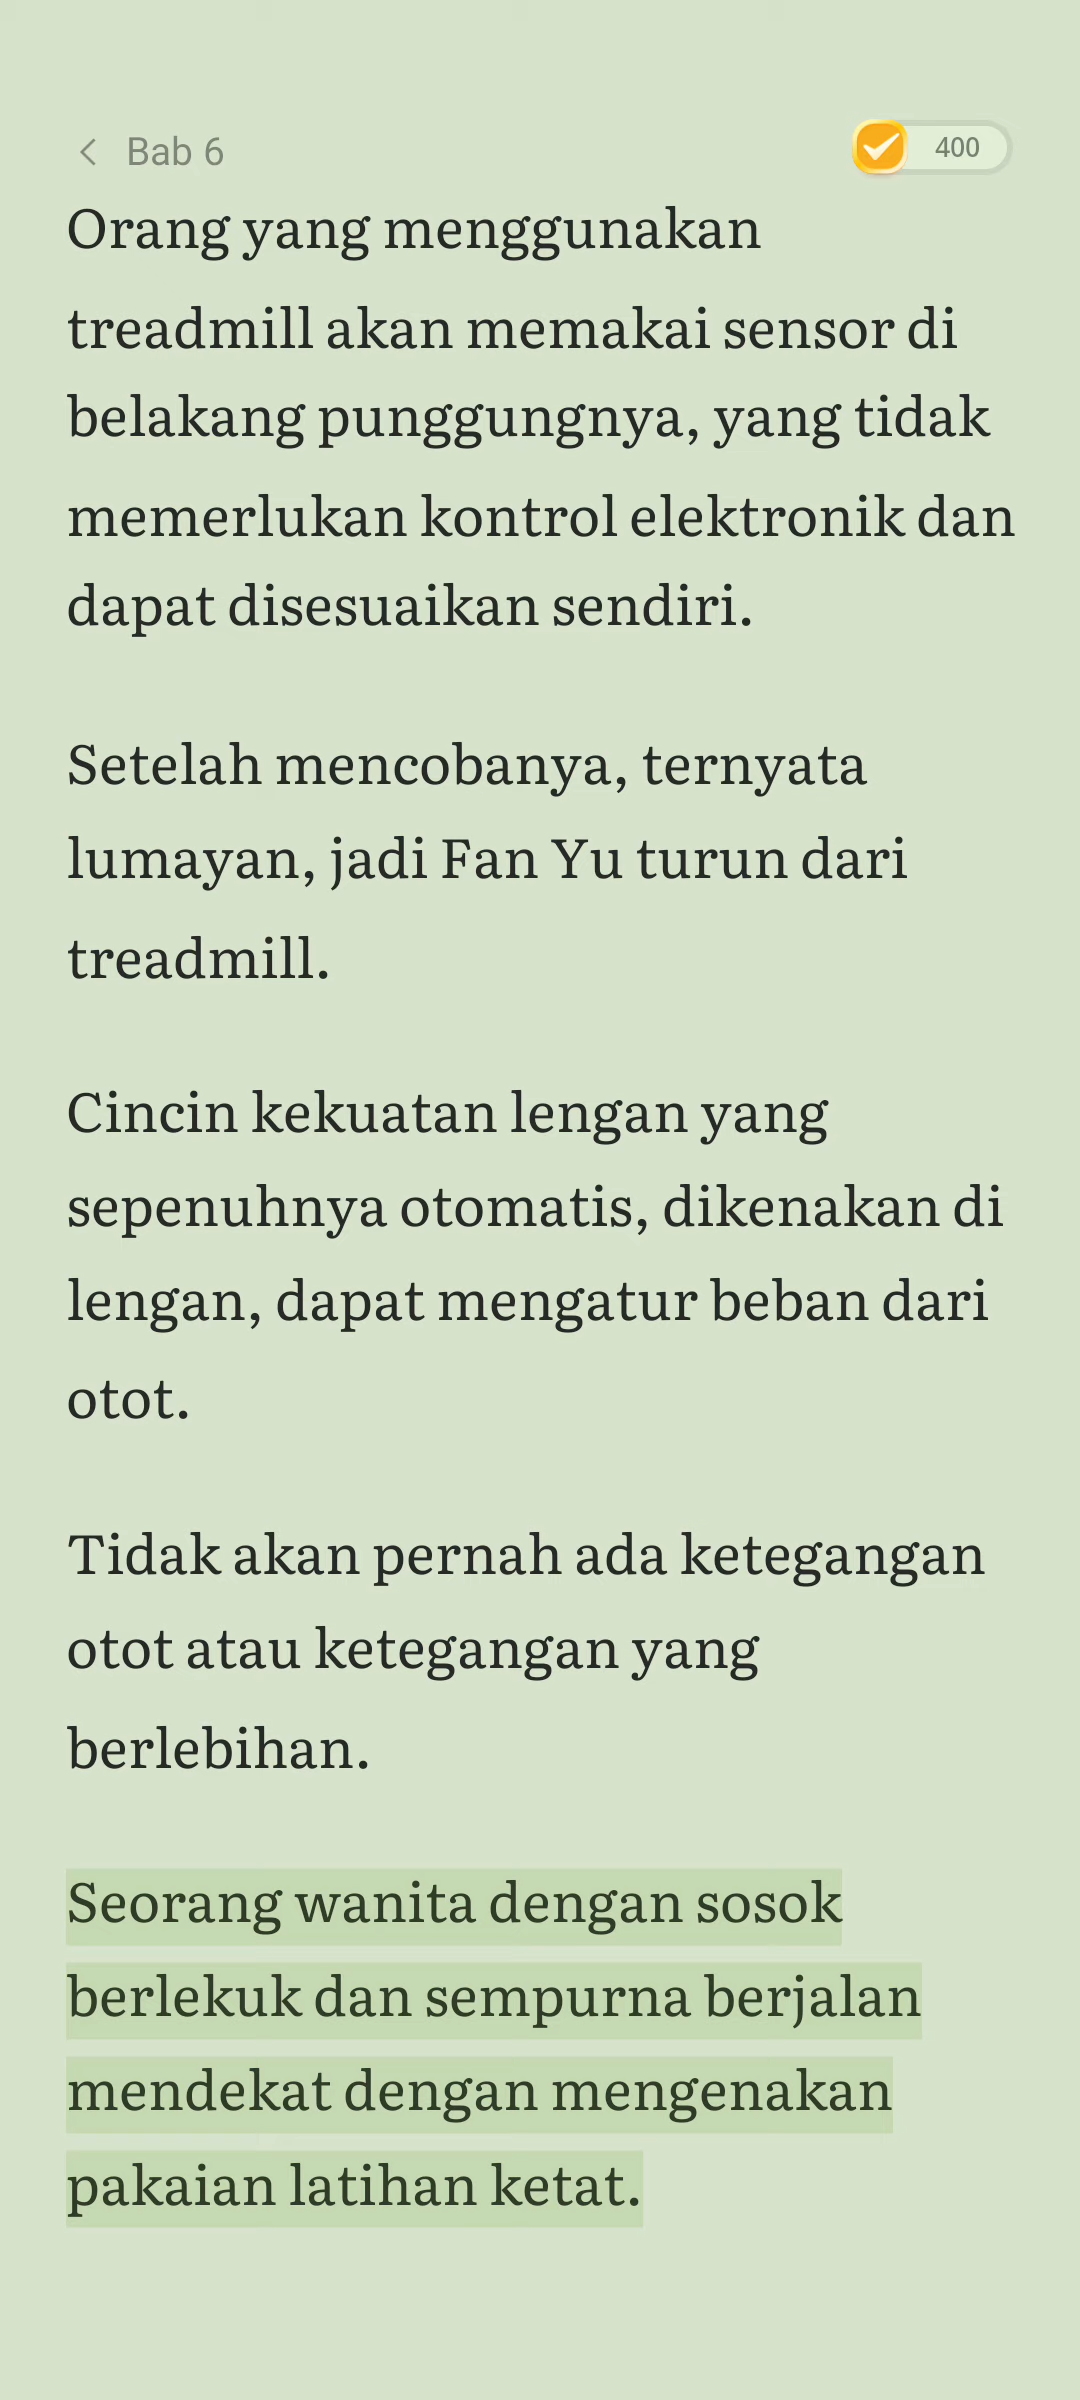 Bab 6
400
Orang yang menggunakan
treadmill akan memakai sensor di
belakang punggungnya, yang tidak
memerlukan kontrol elektronik dan
dapat disesuaikan sendiri.
Setelah mencobanya, ternyata
lumayan, jadi Fan Yu turun dari
treadmill.
Cincin kekuatan lengan yang
sepenuhnya otomatis, dikenakan di
lengan, dapat mengatur beban dari
otot.
Tidak akan pernah ada ketegangan
otot atau ketegangan yang
berlebihan.
Seorang wanita dengan sosok
berlekuk dan sempurna berjalan
mendekat dengan mengenakan
pakaian latihan ketat.